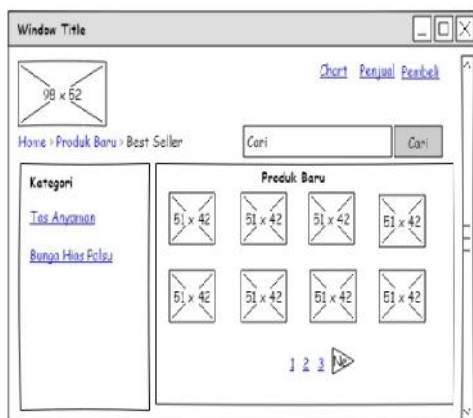 Window Title
Chart Penjual Pembeli
98 x 52
Home > Produk Baru > Best Seller
Cari Cari
Kategori
Tas Anyaman
Bunga Hias Palsu
Produk Baru
51 x 42 51 x 42 51 x 42 51 x 42
51 x 42 51 x 42 51 x 42 51 x 42
1 2 3